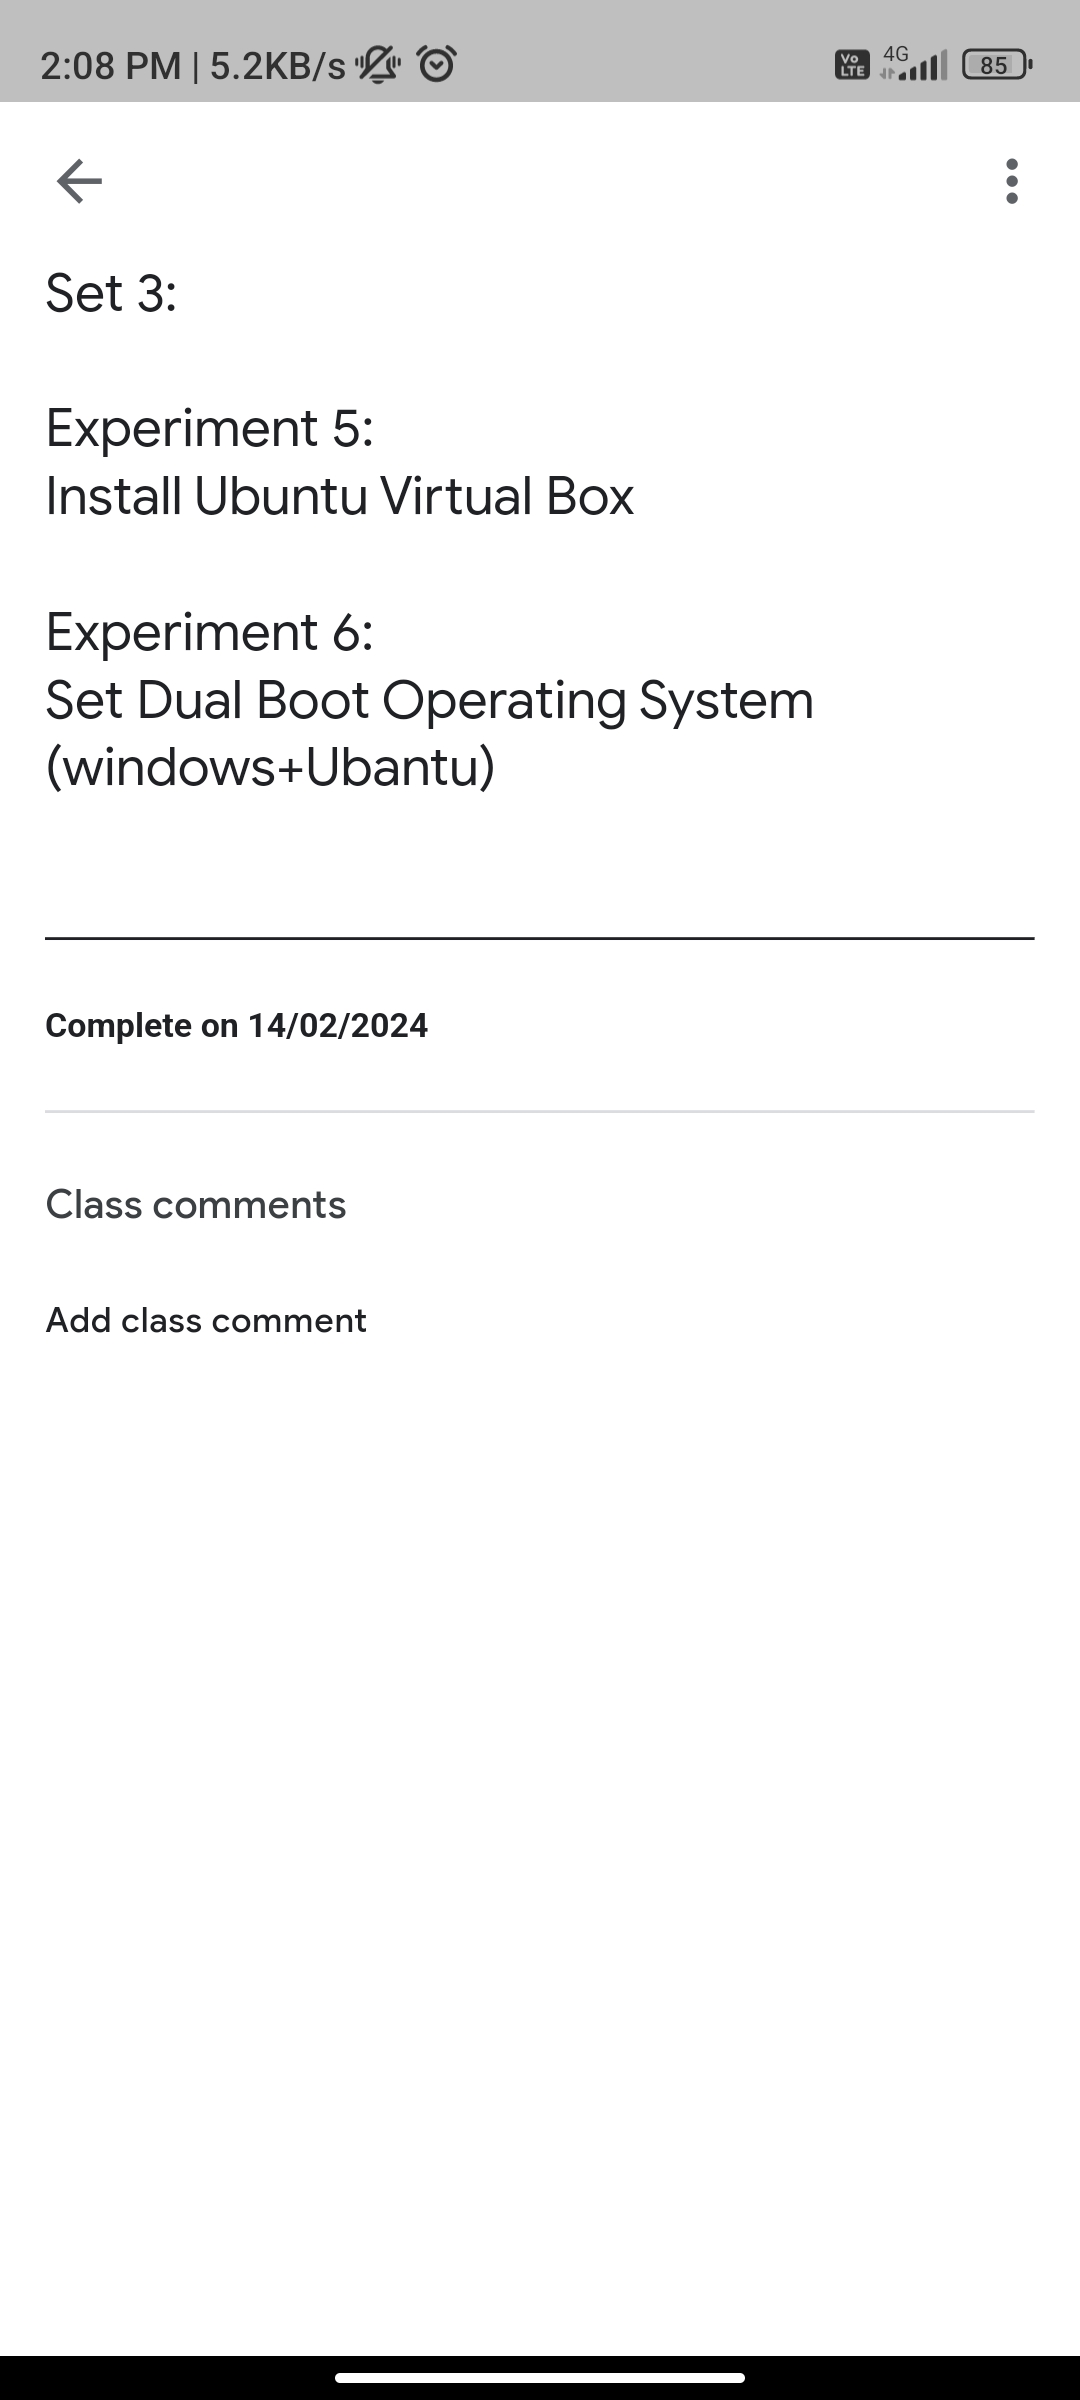 2:08 PM | 5.2KB/s Vo LTE 4G 85
Set 3:
Experiment 5:
Install Ubuntu Virtual Box
Experiment 6:
Set Dual Boot Operating System
(windows+Ubantu)
Complete on 14/02/2024
Class comments
Add class comment